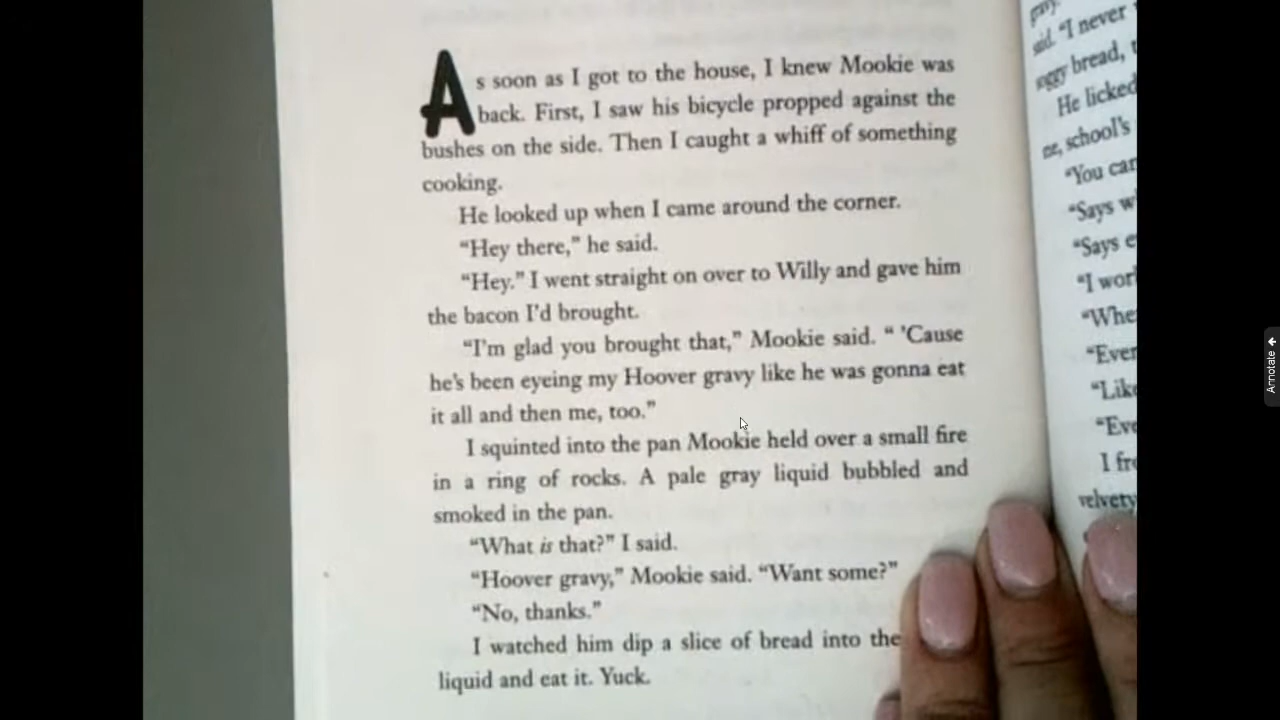 As soon as I got to the house, I knew Mookie was
back. First, I saw his bicycle propped against the
bushes on the side. Then I caught a whiff of something
cooking.
He looked up when I came around the corner.
“Hey there,” he said.
“Hey.” I went straight on over to Willy and gave him
the bacon I’d brought.
“I’m glad you brought that,” Mookie said. “ ’Cause
he’s been eyeing my Hoover gravy like he was gonna eat
it all and then me, too.”
I squinted into the pan Mookie held over a small fire
in a ring of rocks. A pale gray liquid bubbled and
smoked in the pan.
“What is that?” I said.
“Hoover gravy,” Mookie said. “Want some?”
“No, thanks.”
I watched him dip a slice of bread into the
liquid and eat it. Yuck.
said. “I never
bread,
He licked
school’s
“You
“Says
“Says
“I
I
velvety
Annotate